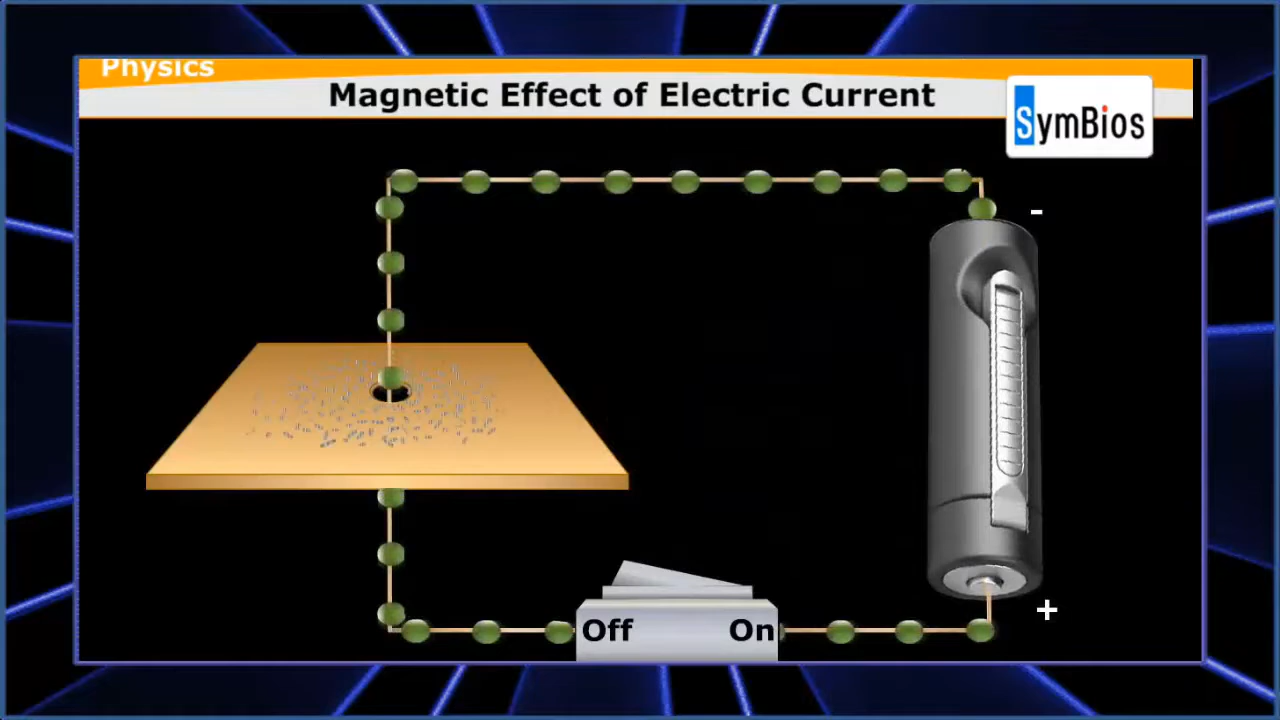 Physics
Magnetic Effect of Electric Current
SymBios
-
+
Off
On